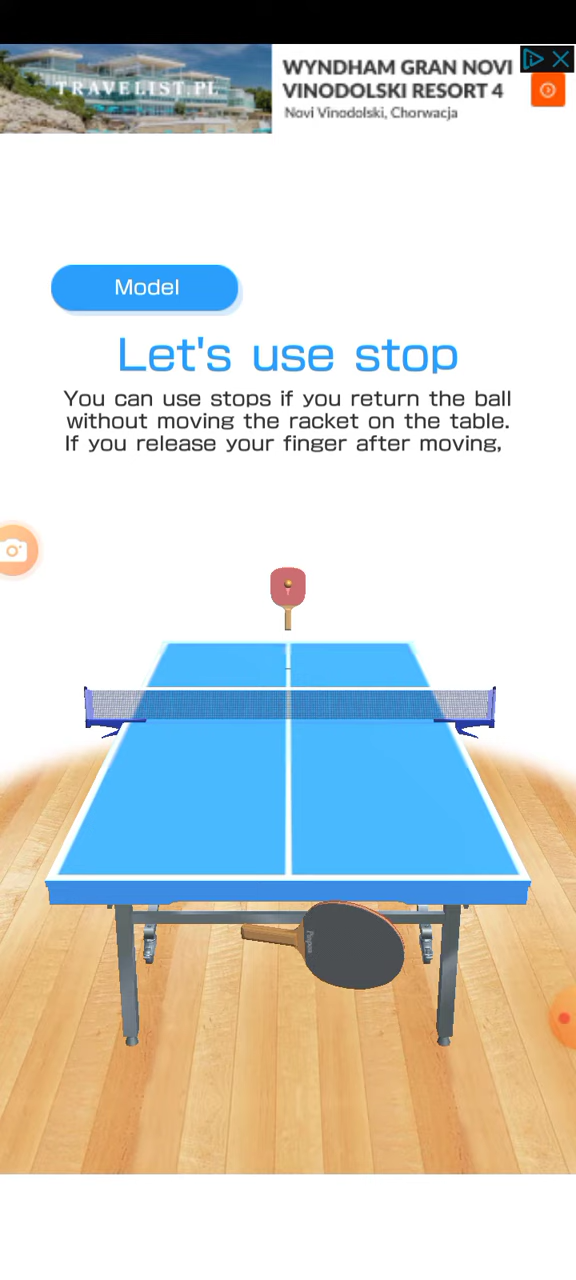 TRAVELIST.PL
WYNDHAM GRAN NOVI
VINODOLSKI RESORT 4
Novi Vinodolski, Chorwacja
Model
Let's use stop
You can use stops if you return the ball
without moving the racket on the table.
If you release your finger after moving,